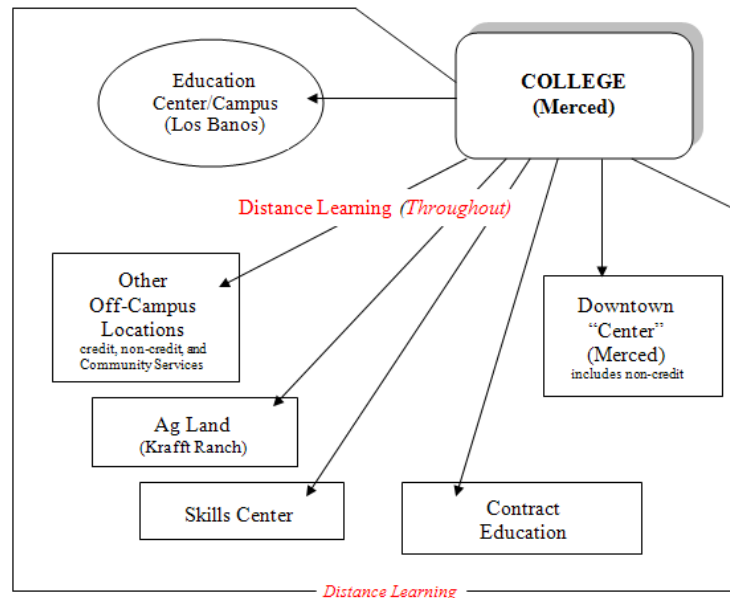 COLLEGE
(Merced)
Education
Center/Campus
(Los Banos)
Distance Learning (Throughout)
Other
Off-Campus
Locations
credit, non-credit, and
Community Services
Downtown
“Center”
(Merced)
includes non-credit
Ag Land
(Krafft Ranch)
Skills Center
Contract
Education
Distance Learning